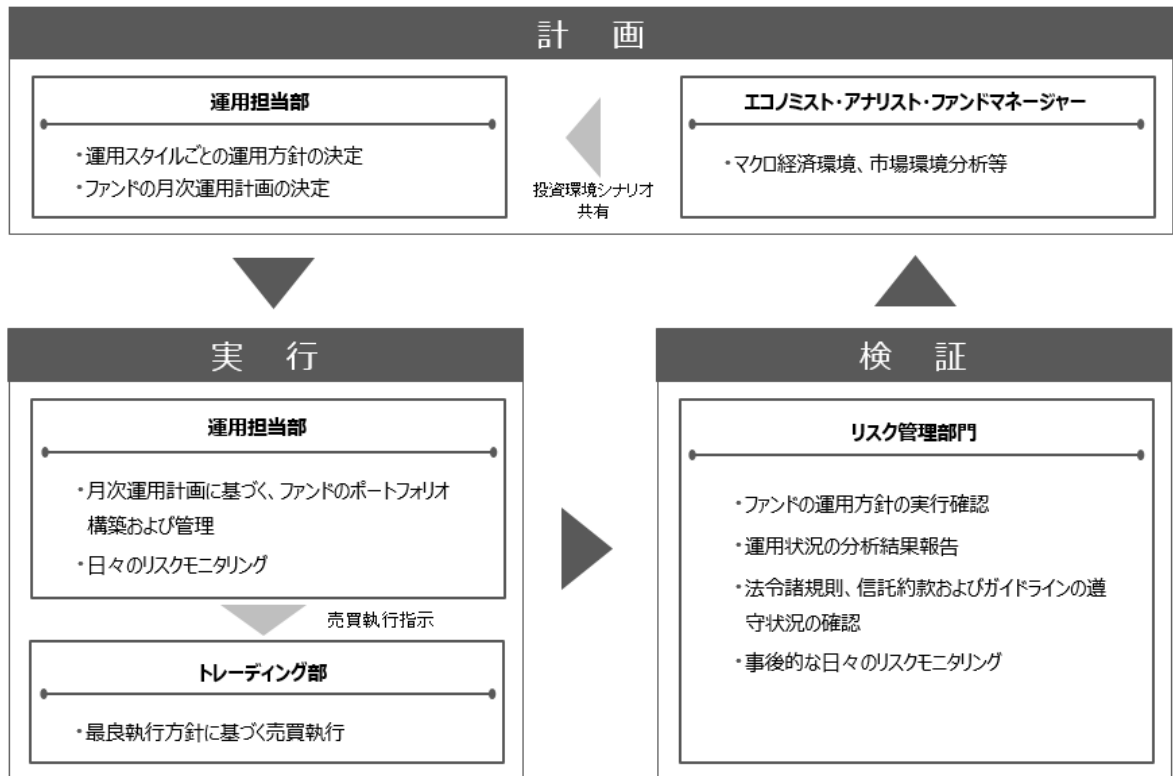 計 画
運用担当部
・運用スタイルごとの運用方針の決定
・ファンドの月次運用計画の決定
投資環境シナリオ
共有
エコノミスト・アナリスト・ファンドマネージャー
・マクロ経済環境、市場環境分析等
実 行
運用担当部
・月次運用計画に基づく、ファンドのポートフォリオ
構築および管理
・日々のリスクモニタリング
売買執行指示
トレーディング部
・最良執行方針に基づく売買執行
検 証
リスク管理部門
・ファンドの運用方針の実行確認
・運用状況の分析結果報告
・法令諸規則、信託約款およびガイドラインの遵
守状況の確認
・事後的な日々のリスクモニタリング